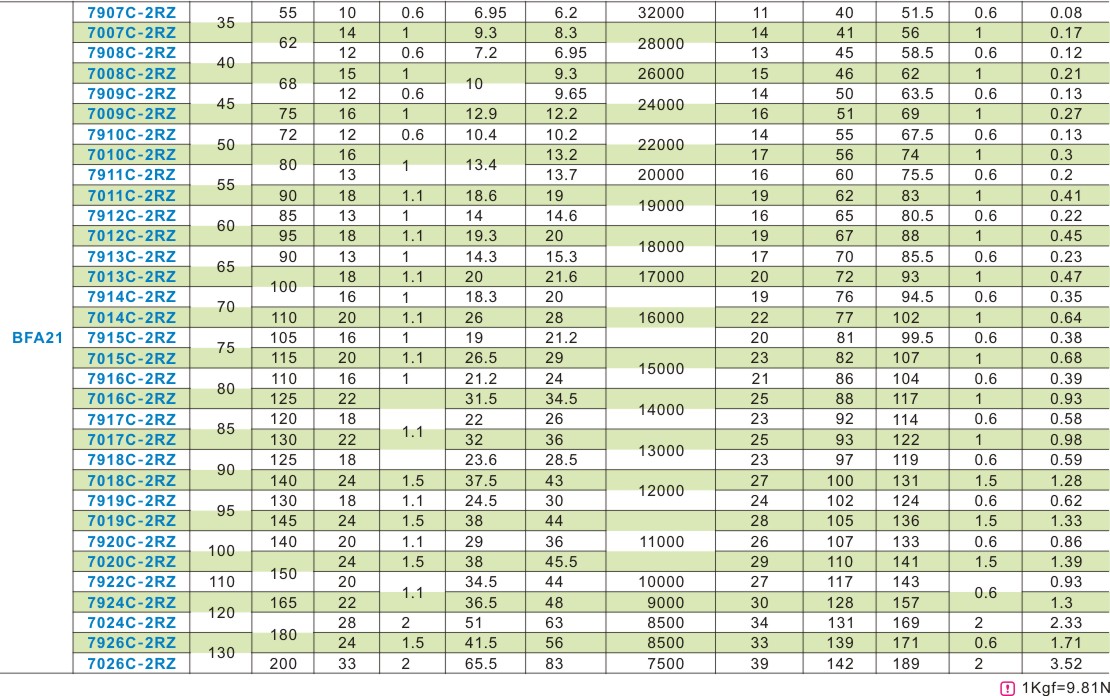 7907C-2RZ 35 55 10 0.6 6.95 6.2 32000 11 40 51.5 0.6 0.08
7007C-2RZ 62 14 1 9.3 8.3 28000 14 41 56 1 0.17
7908C-2RZ 40 12 0.6 7.2 6.95 13 45 58.5 0.6 0.12
7008C-2RZ 68 15 1 10 9.3 26000 15 46 62 1 0.21
7909C-2RZ 45 12 0.6 9.65 24000 14 50 63.5 0.6 0.13
7009C-2RZ 75 16 1 12.9 12.2 16 51 69 1 0.27
7910C-2RZ 50 72 12 0.6 10.4 10.2 22000 14 55 67.5 0.6 0.13
7010C-2RZ 80 16 1 13.4 13.2 17 56 74 1 0.3
7911C-2RZ 55 13 13.7 20000 16 60 75.5 0.6 0.2
7011C-2RZ 90 18 1.1 18.6 19 19000 19 62 83 1 0.41
7912C-2RZ 60 85 13 1 14 14.6 16 65 80.5 0.6 0.22
7012C-2RZ 95 18 1.1 19.3 20 18000 19 67 88 1 0.45
7913C-2RZ 65 90 13 1 14.3 15.3 17 70 85.5 0.6 0.23
7013C-2RZ 100 18 1.1 20 21.6 17000 20 72 93 1 0.47
7914C-2RZ 70 16 1 18.3 20 16000 19 76 94.5 0.6 0.35
7014C-2RZ 110 20 1.1 26 28 22 77 102 1 0.64
BFA21 7915C-2RZ 75 105 16 1 19 21.2 20 81 99.5 0.6 0.38
7015C-2RZ 115 20 1.1 26.5 29 15000 23 82 107 1 0.68
7916C-2RZ 80 110 16 1 21.2 24 21 86 104 0.6 0.39
7016C-2RZ 125 22 1.1 31.5 34.5 14000 25 88 117 1 0.93
7917C-2RZ 85 120 18 22 26 23 92 114 0.6 0.58
7017C-2RZ 130 22 32 36 13000 25 93 122 1 0.98
7918C-2RZ 90 125 18 23.6 28.5 23 97 119 0.6 0.59
7018C-2RZ 140 24 1.5 37.5 43 12000 27 100 131 1.5 1.28
7919C-2RZ 95 130 18 1.1 24.5 30 24 102 124 0.6 0.62
7019C-2RZ 145 24 1.5 38 44 11000 28 105 136 1.5 1.33
7920C-2RZ 100 140 20 1.1 29 36 26 107 133 0.6 0.86
7020C-2RZ 150 24 1.5 38 45.5 29 110 141 1.5 1.39
7922C-2RZ 110 20 1.1 34.5 44 10000 27 117 143 0.6 0.93
7924C-2RZ 120 165 22 36.5 48 9000 30 128 157 1.3
7024C-2RZ 180 28 2 51 63 8500 34 131 169 2 2.33
7926C-2RZ 130 24 1.5 41.5 56 8500 33 139 171 0.6 1.71
7026C-2RZ 200 33 2 65.5 83 7500 39 142 189 2 3.52
! 1Kgf=9.81N